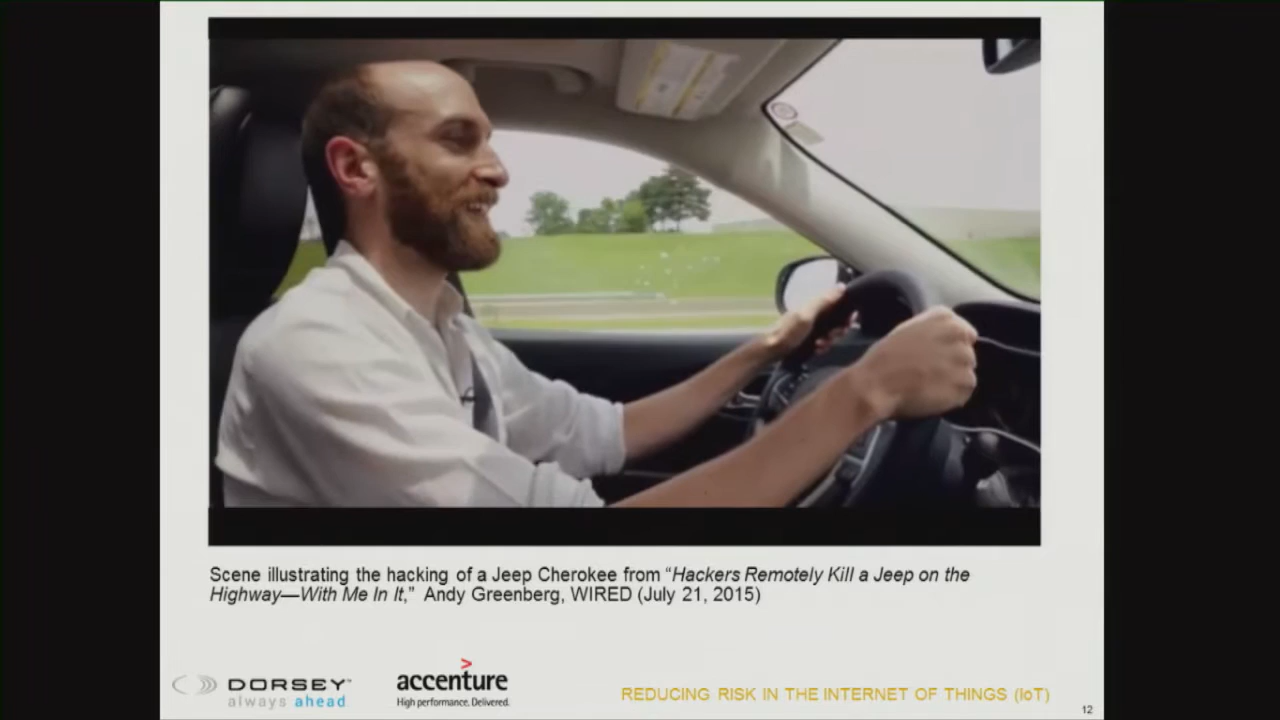 Scene illustrating the hacking of a Jeep Cherokee from “Hackers Remotely Kill a Jeep on the
Highway—With Me In It,” Andy Greenberg, WIRED (July 21, 2015)
DORSEY™
always ahead
accenture
High performance. Delivered.
REDUCING RISK IN THE INTERNET OF THINGS (IoT)
12